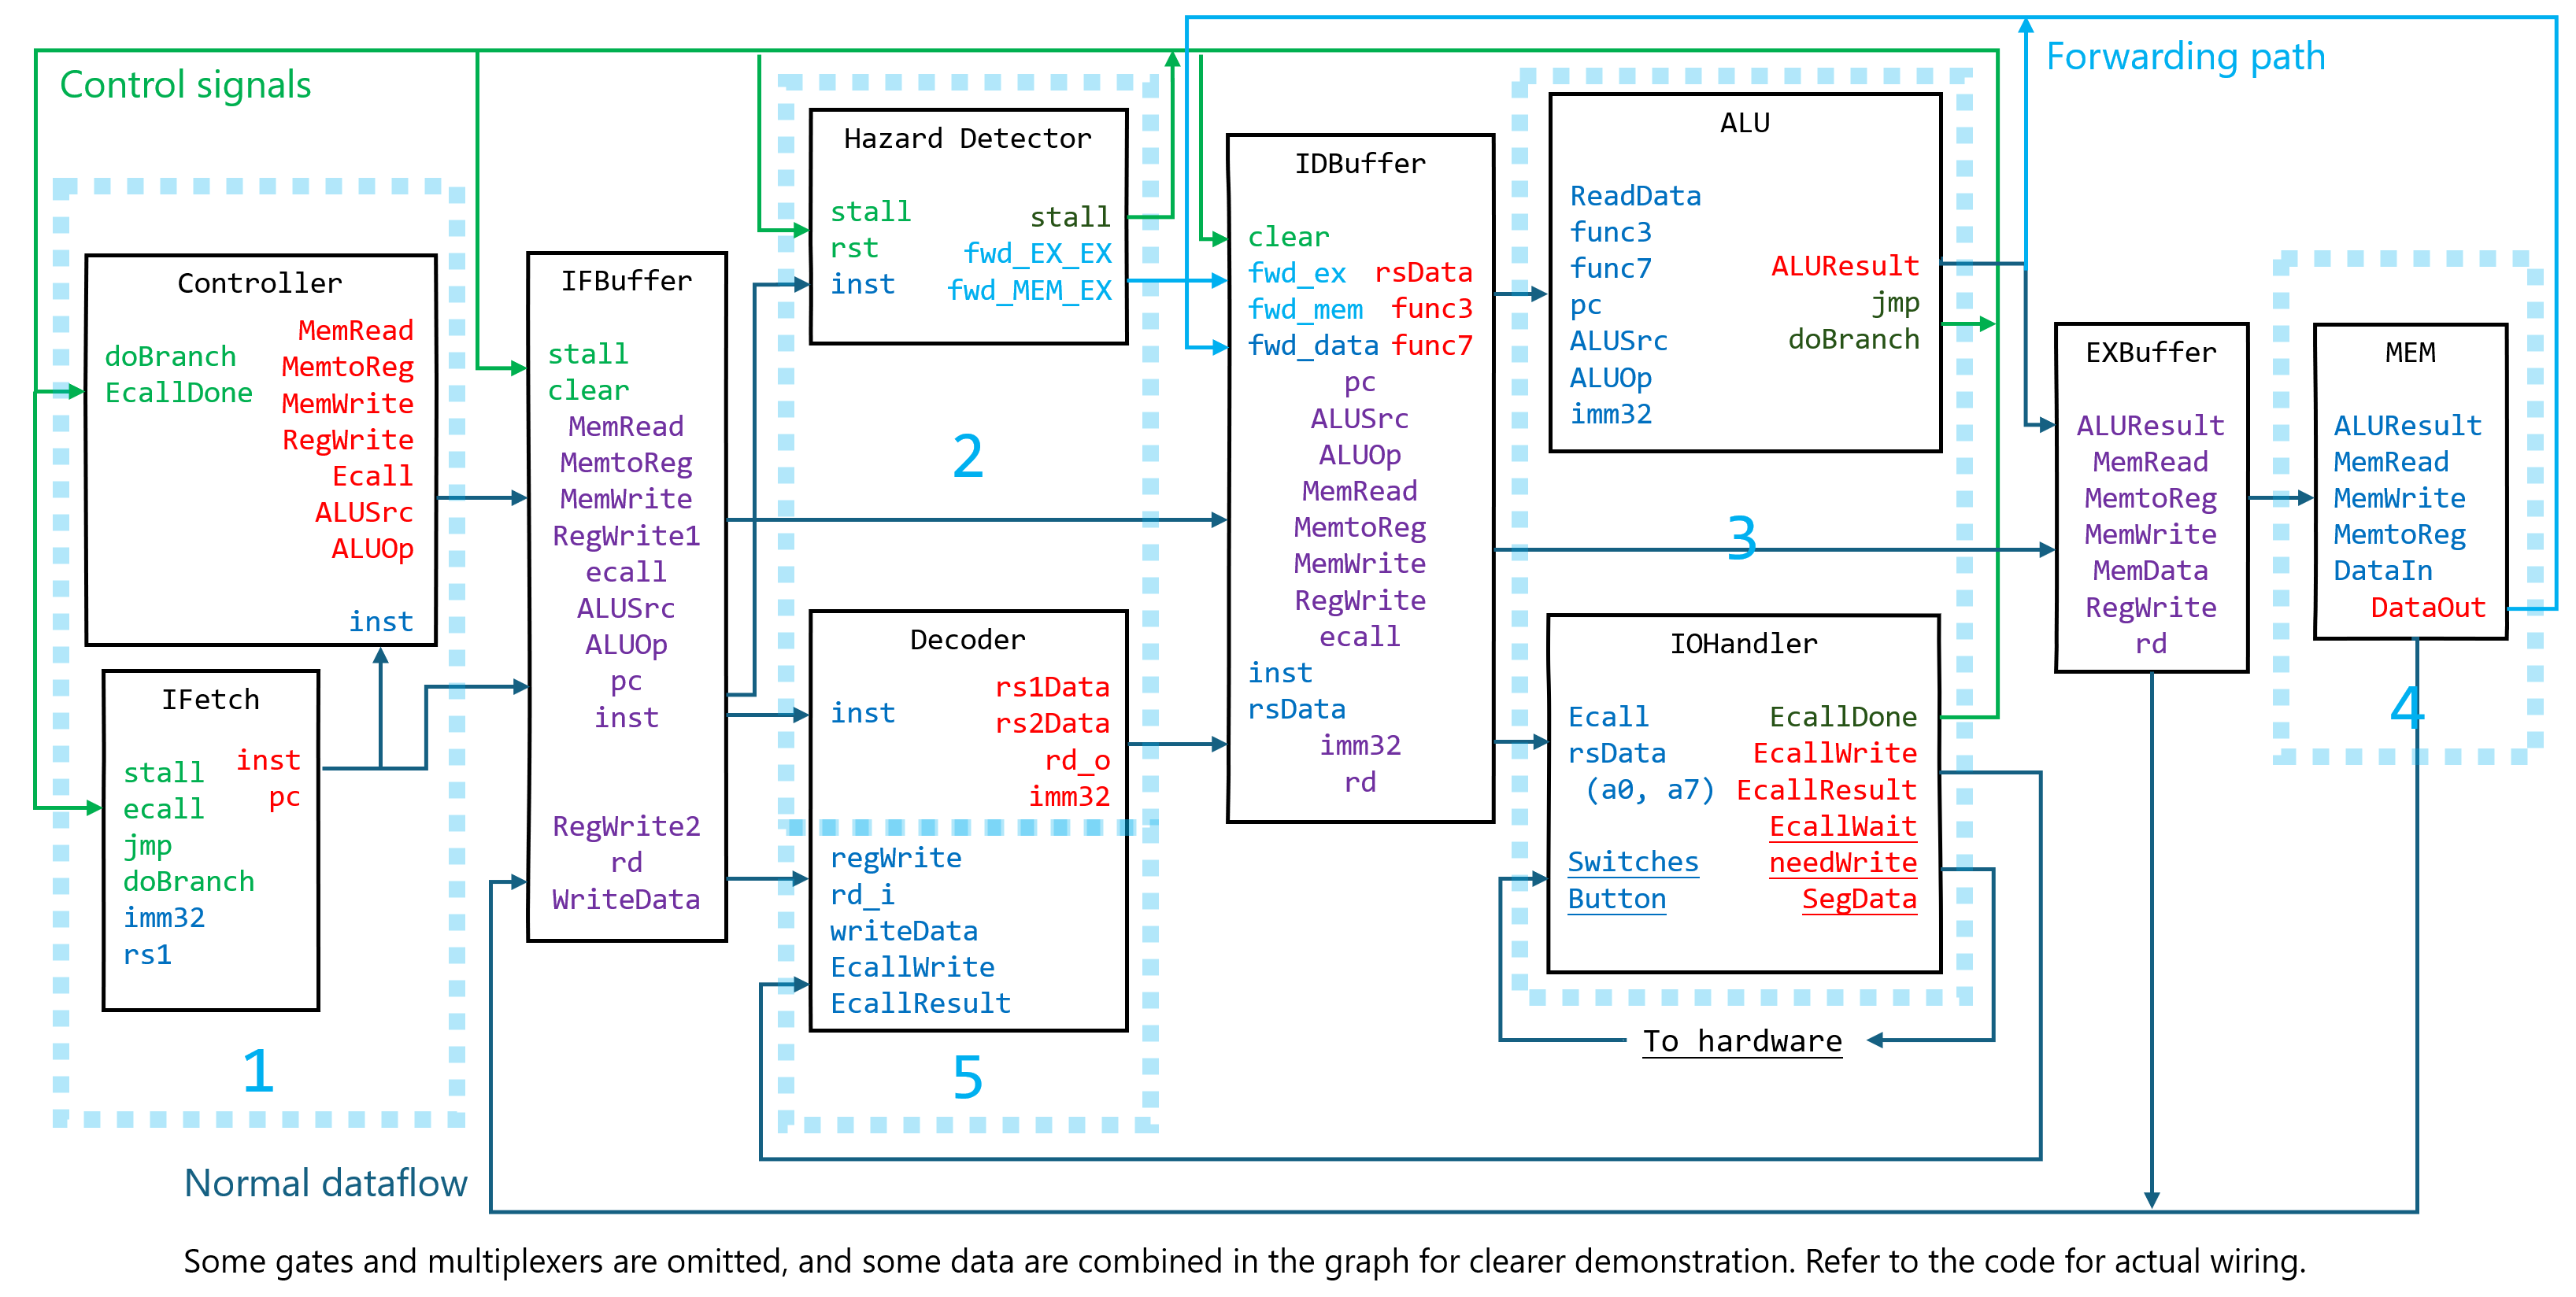 Control signals
Forwarding path
Controller
doBranch
EcallDone
MemRead
MemtoReg
MemWrite
RegWrite
Ecall
ALUSrc
ALUOp
inst
IFetch
stall
ecall
jmp
doBranch
imm32
rs1
inst
pc
1
IFBuffer
stall
clear
MemRead
MemtoReg
MemWrite
RegWrite1
ecall
ALUSrc
ALUOp
pc
inst
RegWrite2
rd
WriteData
Hazard Detector
stall
rst
inst
stall
fwd_EX_EX
fwd_MEM_EX
2
Decoder
inst
rs1Data
rs2Data
rd_o
imm32
regWrite
rd_i
writeData
EcallWrite
EcallResult
5
IDBuffer
clear
fwd_ex rsData
fwd_mem func3
fwd_data func7
pc
ALUSrc
ALUOp
MemRead
MemtoReg
MemWrite
RegWrite
ecall
inst
rsData
imm32
rd
ALU
ReadData
func3
func7
pc
ALUSrc
ALUOp
imm32
ALUResult
jmp
doBranch
3
IOHandler
Ecall
rsData
(a0, a7)
Switches
Button
EcallDone
EcallWrite
EcallResult
EcallWait
needWrite
SegData
To hardware
EXBuffer
ALUResult
MemRead
MemtoReg
MemWrite
MemData
RegWrite
rd
MEM
ALUResult
MemRead
MemWrite
MemtoReg
DataIn
DataOut
4
Normal dataflow
Some gates and multiplexers are omitted, and some data are combined in the graph for clearer demonstration. Refer to the code for actual wiring.